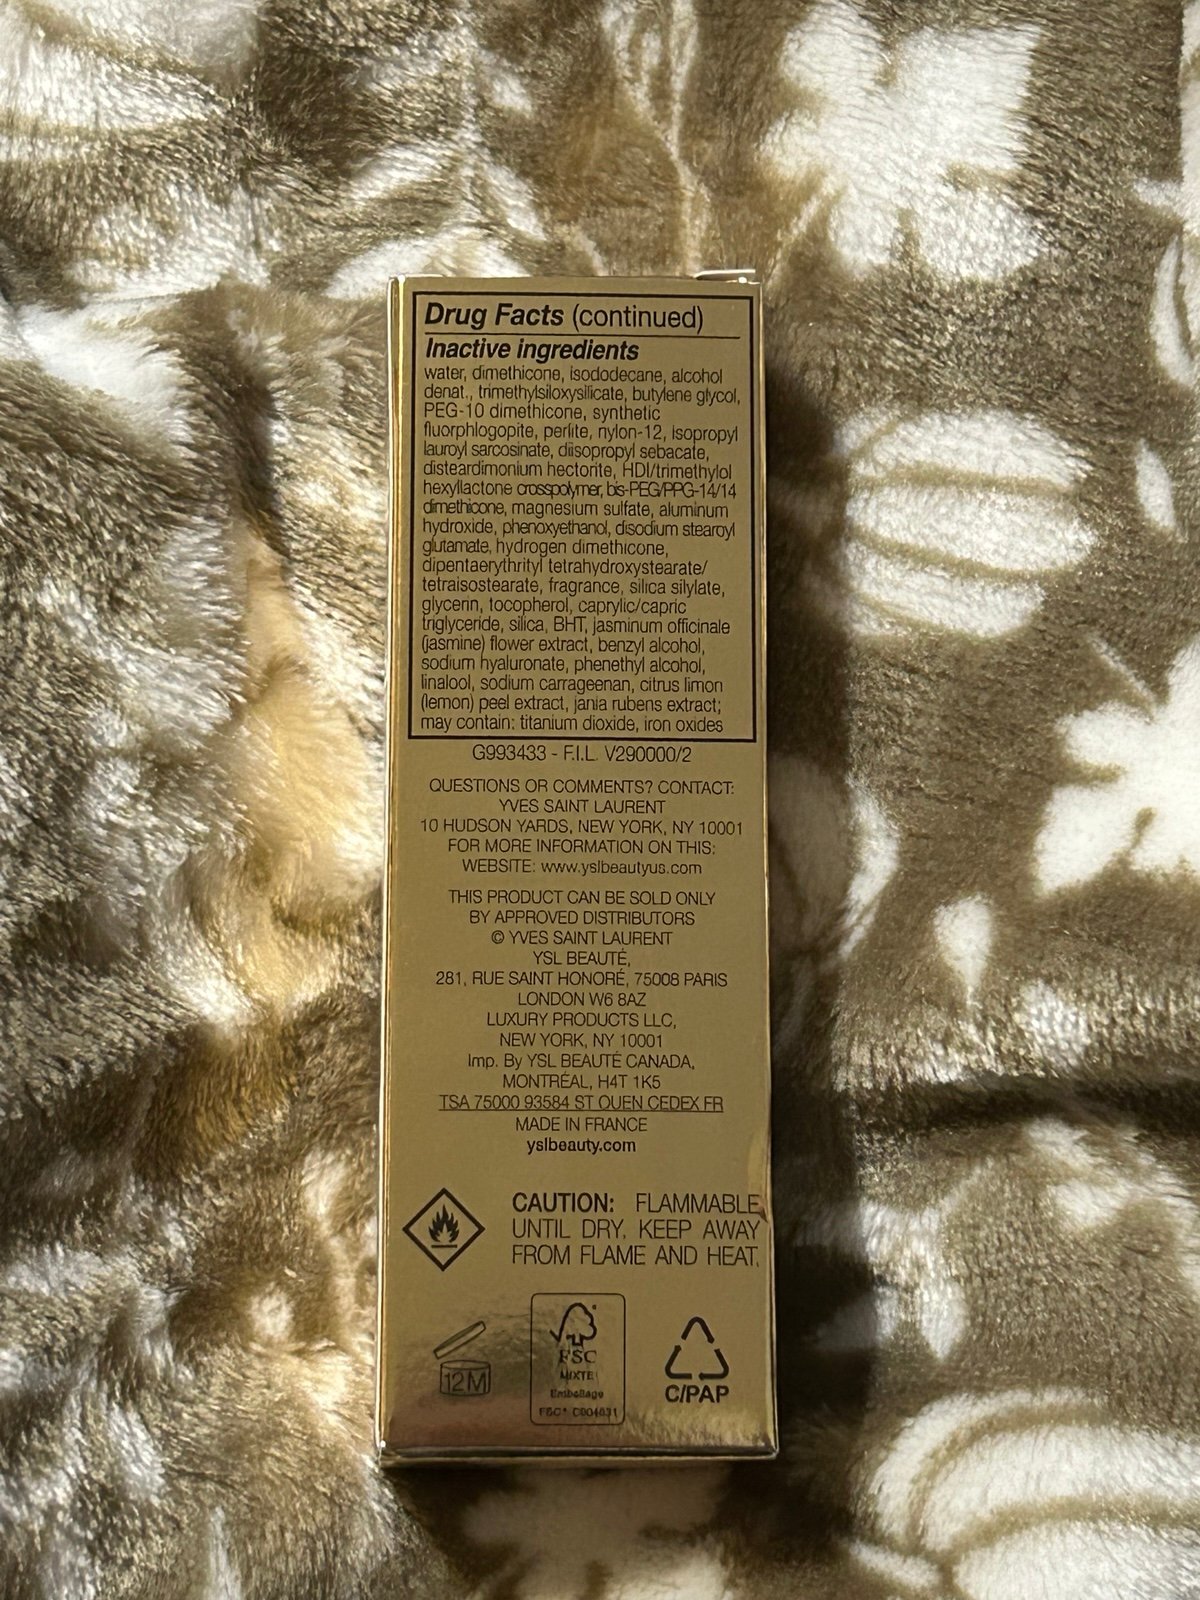 Drug Facts (continued)
Inactive ingredients
water, dimethicone, isododecane, alcohol
denat., trimethylsiloxysilicate, butylene glycol,
PEG-10 dimethicone, synthetic
fluorphlogopite, perlite, nylon-12, isopropyl
lauroyl sarcosinate, diisopropyl sebacate,
disteardimonium hectorite, HDI/trimethylol
hexyllactone crosspolymer, bis-PEG/PPG-14/14
dimethicone, magnesium sulfate, aluminum
hydroxide, phenoxyethanol, disodium stearoyl
glutamate, hydrogen dimethicone,
dipentaerythrityl tetrahydroxystearate/
tetraisostearate, fragrance, silica silylate,
glycerin, tocopherol, caprylic/capric
triglyceride, silica, BHT, jasminum officinale
(jasmine) flower extract, benzyl alcohol,
sodium hyaluronate, phenethyl alcohol,
linalool, sodium carrageenan, citrus limon
(lemon) peel extract, jania rubens extract;
may contain: titanium dioxide, iron oxides
G993433 - F.I.L. V290000/2
QUESTIONS OR COMMENTS? CONTACT:
YVES SAINT LAURENT
10 HUDSON YARDS, NEW YORK, NY 10001
FOR MORE INFORMATION ON THIS:
WEBSITE: www.yslbeautyus.com
THIS PRODUCT CAN BE SOLD ONLY
BY APPROVED DISTRIBUTORS
© YVES SAINT LAURENT
YSL BEAUTÉ,
281, RUE SAINT HONORÉ, 75008 PARIS
LONDON W6 8AZ
LUXURY PRODUCTS LLC,
NEW YORK, NY 10001
Imp. By YSL BEAUTÉ CANADA,
MONTRÉAL, H4T 1K5
TSA 75000 93584 ST OUEN CEDEX FR
MADE IN FRANCE
yslbeauty.com
CAUTION: FLAMMABLE
UNTIL DRY, KEEP AWAY
FROM FLAME AND HEAT.
12M
FSC
MIXTE
Emballage
FSC® C004031
C/PAP